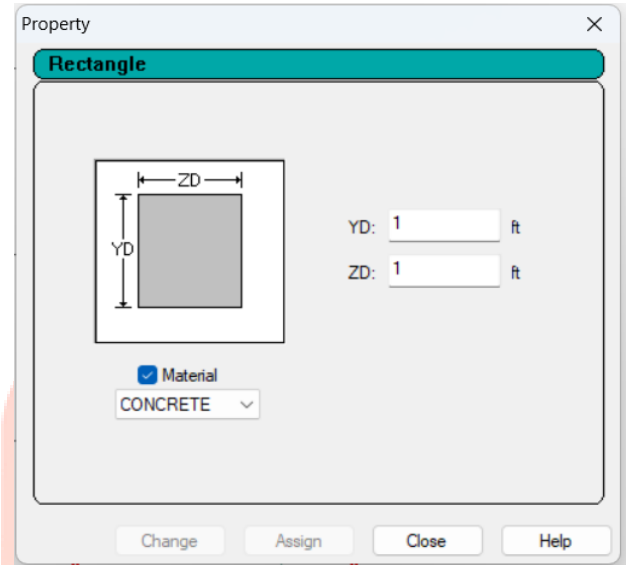 Property
Rectangle
ZD
YD
YD: 1 ft
ZD: 1 ft
Material
CONCRETE
Change Assign Close Help